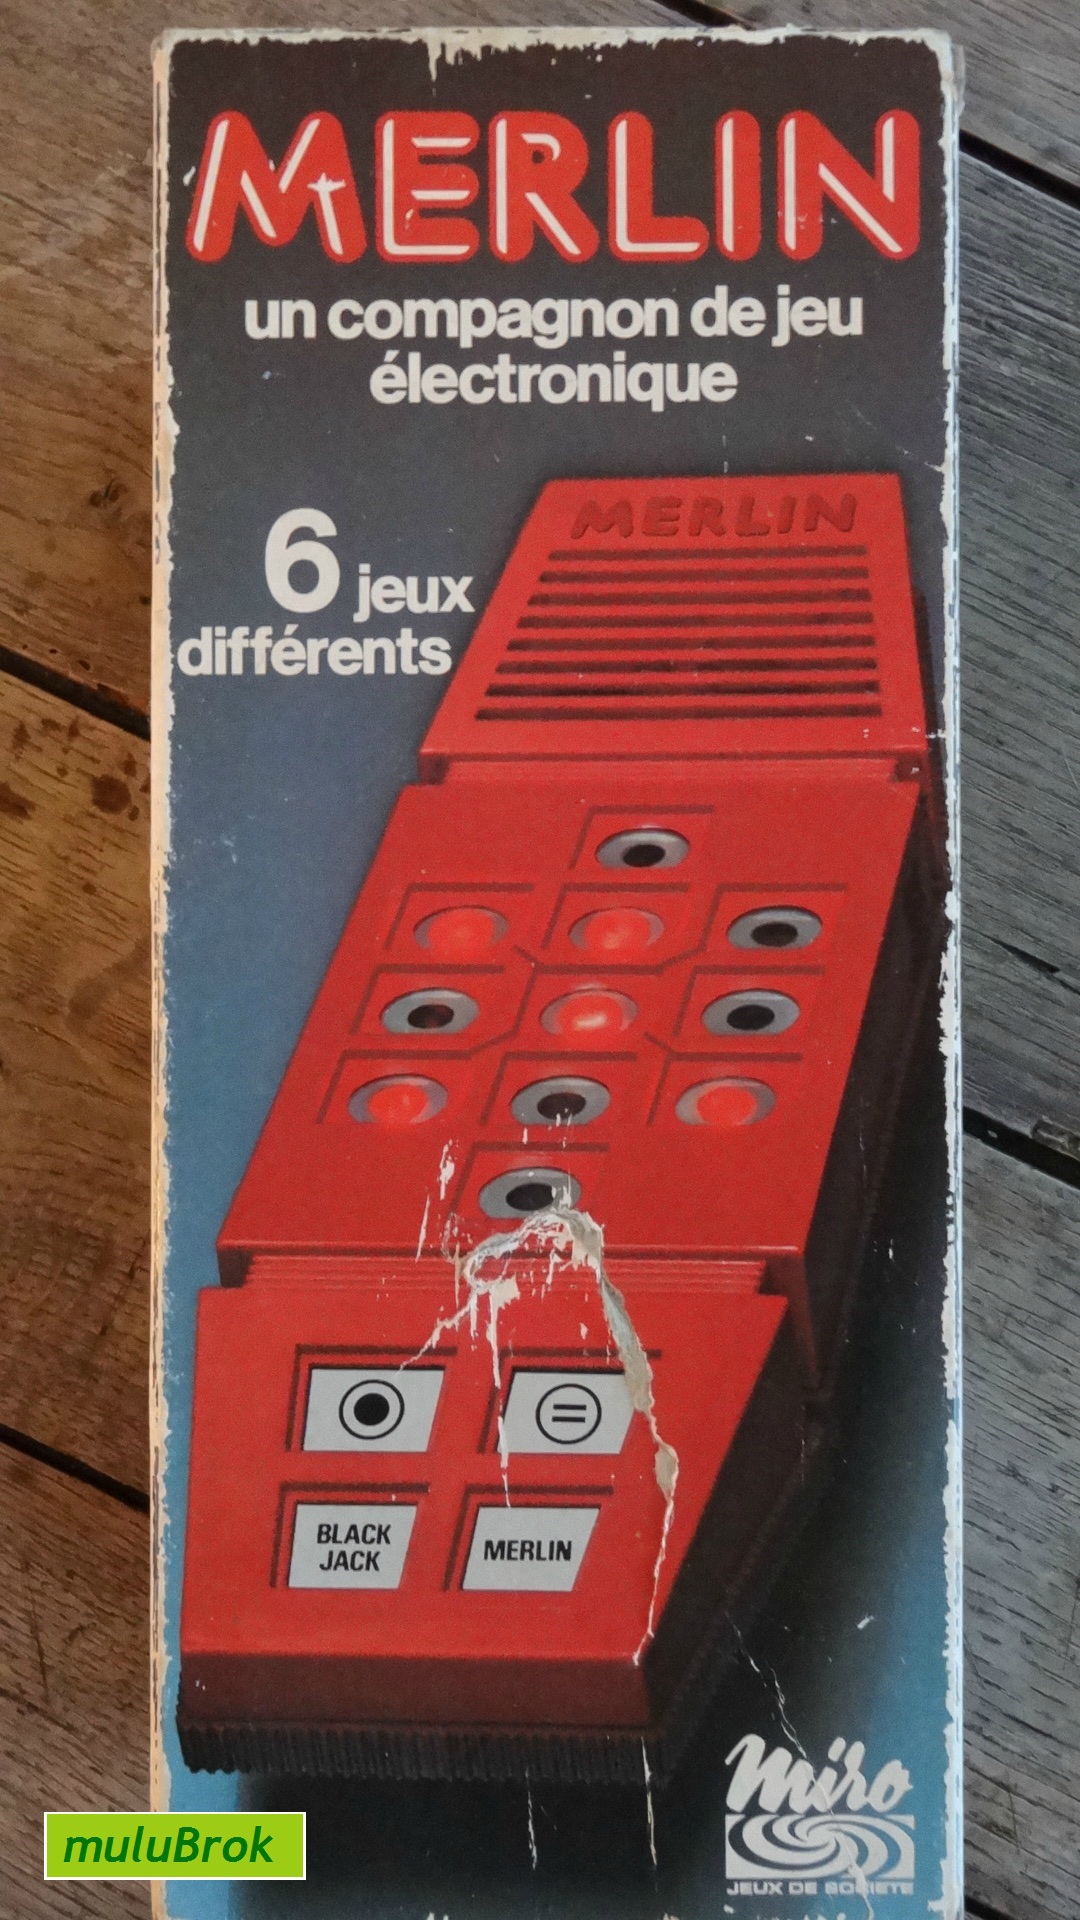 MERLIN
un compagnon de jeu
électronique
6 jeux
différents
MERLIN
BLACK
JACK
MERLIN
miro
JEUX DE SOCIETE
muluBrok